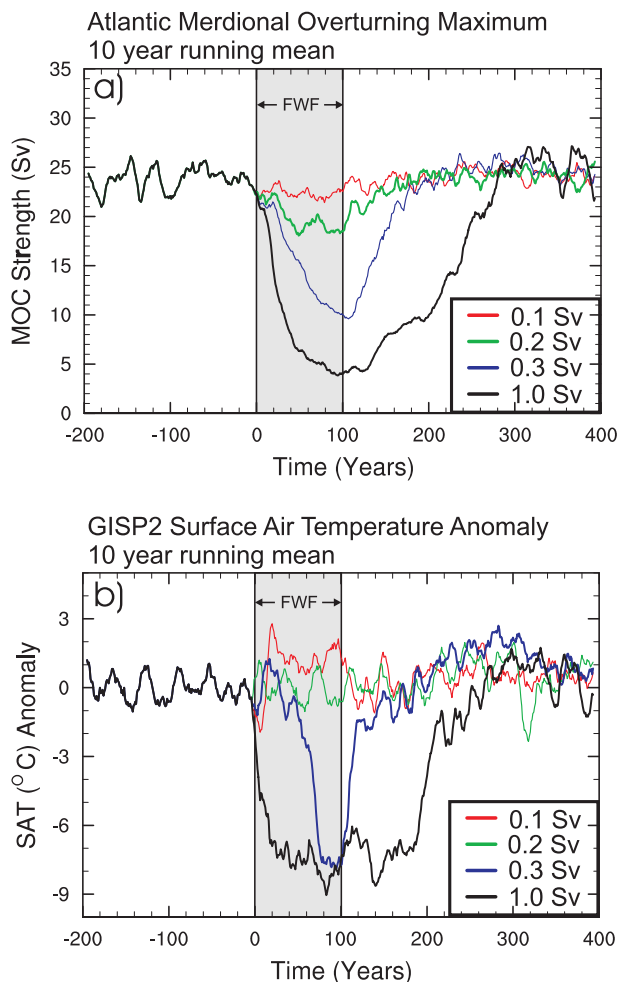 Atlantic Merdional Overturning Maximum
10 year running mean
a)
FWF
35
30
25
20
15
10
5
0
MOC Strength (Sv)
0.1 Sv
0.2 Sv
0.3 Sv
1.0 Sv
-200 -100 0 100 200 300 400
Time (Years)
GISP2 Surface Air Temperature Anomaly
10 year running mean
b)
FWF
3
0
-3
-6
-9
SAT (°C) Anomaly
0.1 Sv
0.2 Sv
0.3 Sv
1.0 Sv
-200 -100 0 100 200 300 400
Time (Years)